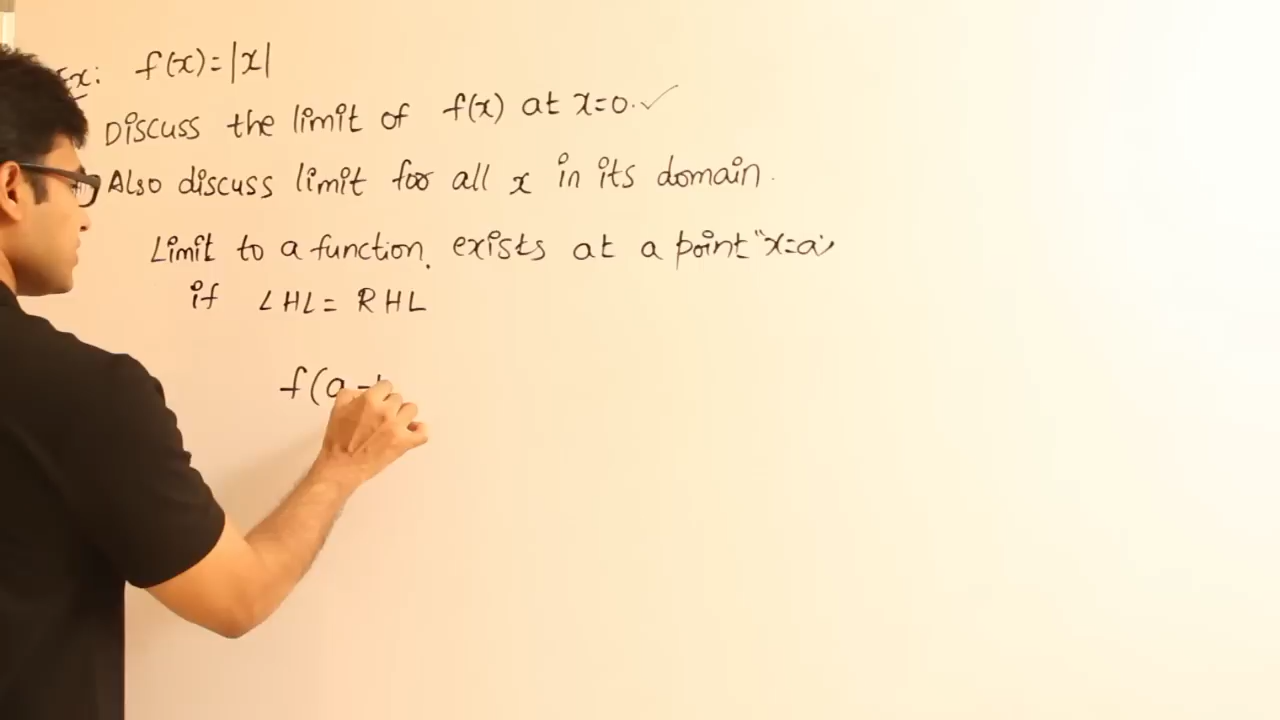 Ex: f(x)=|x|
Discuss the limit of f(x) at x=0. ✓
Also discuss limit for all x in its domain.
Limit to a function exists at a point "x=a"
if LHL = RHL
f(a